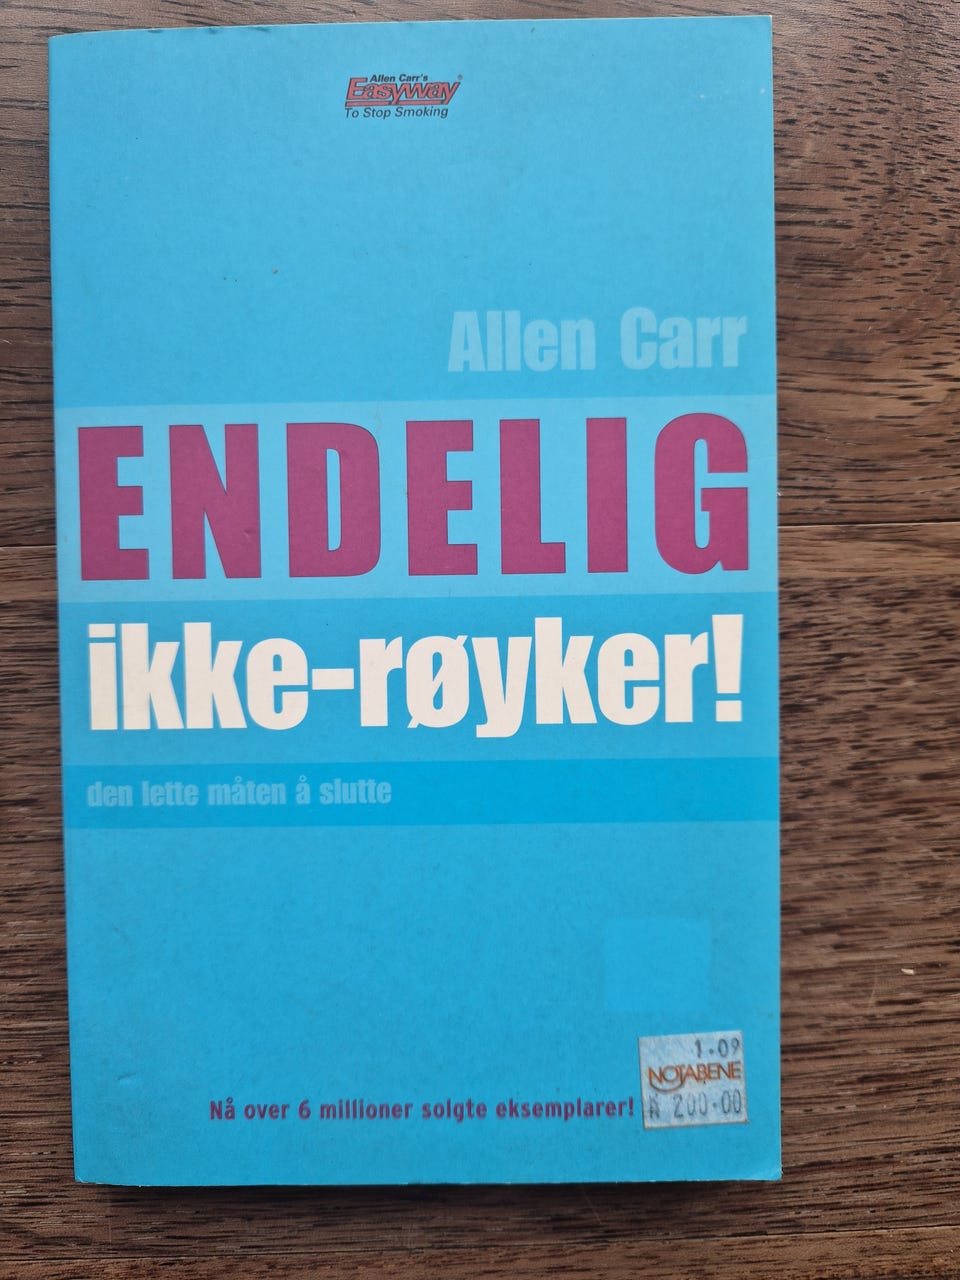 Allen Carr's
Easyway®
To Stop Smoking
Allen Carr
ENDELIG
ikke-røyker!
den lette måten å slutte
Nå over 6 millioner solgte eksemplarer!
1.09
NOTABENE
200.00